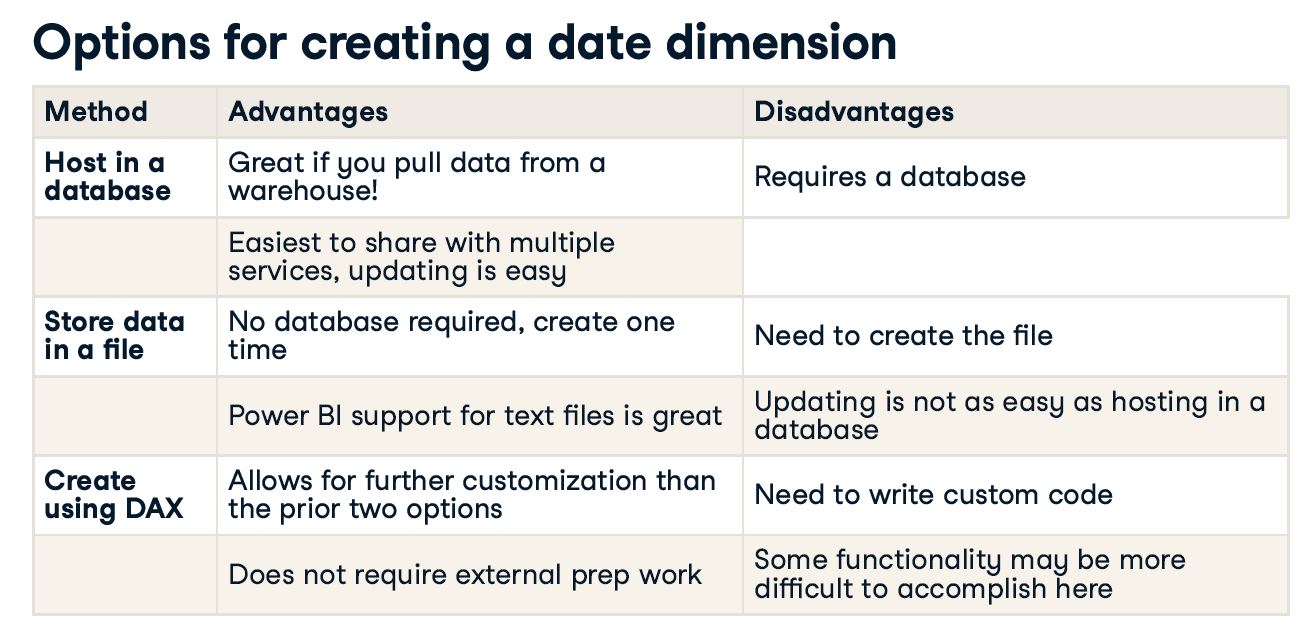 Options for creating a date dimension
Method
Advantages
Disadvantages
Host in a
database
Great if you pull data from a
warehouse!
Requires a database
Easiest to share with multiple
services, updating is easy
Store data
in a file
No database required, create one
time
Need to create the file
Power BI support for text files is great
Updating is not as easy as hosting in a
database
Create
using DAX
Allows for further customization than
the prior two options
Need to write custom code
Does not require external prep work
Some functionality may be more
difficult to accomplish here